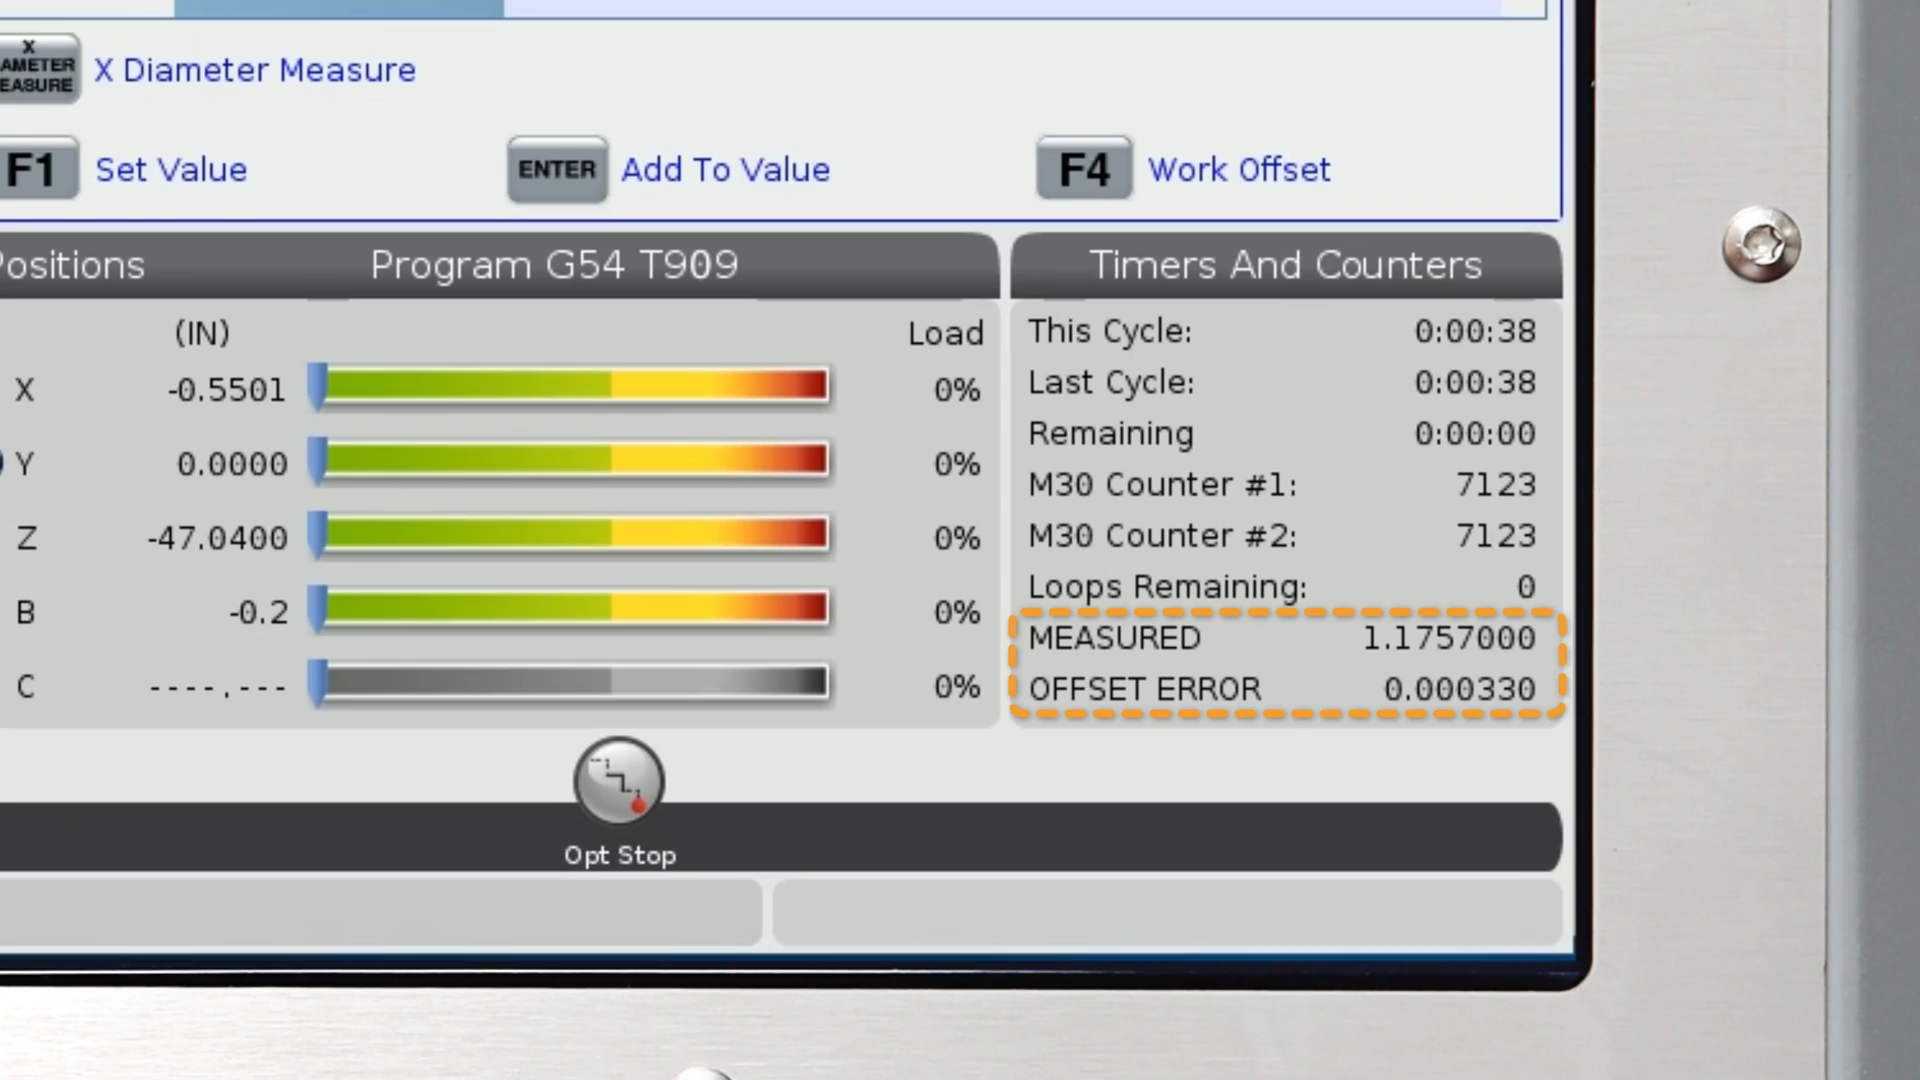 X
AMETER
EASURE
X Diameter Measure
F1 Set Value
ENTER Add To Value
F4 Work Offset
Positions Program G54 T909
(IN) Load
X -0.5501 0%
Y 0.0000 0%
Z -47.0400 0%
B -0.2 0%
C ----.--- 0%
Timers And Counters
This Cycle: 0:00:38
Last Cycle: 0:00:38
Remaining 0:00:00
M30 Counter #1: 7123
M30 Counter #2: 7123
Loops Remaining: 0
MEASURED 1.1757000
OFFSET ERROR 0.000330
Opt Stop